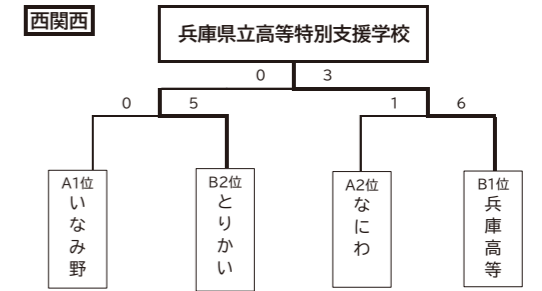 西関西
兵庫県立高等特別支援学校
0 3
0 5 1 6
A1位 B2位 A2位 B1位
いなみ野
とりかい
なにわ
兵庫高等